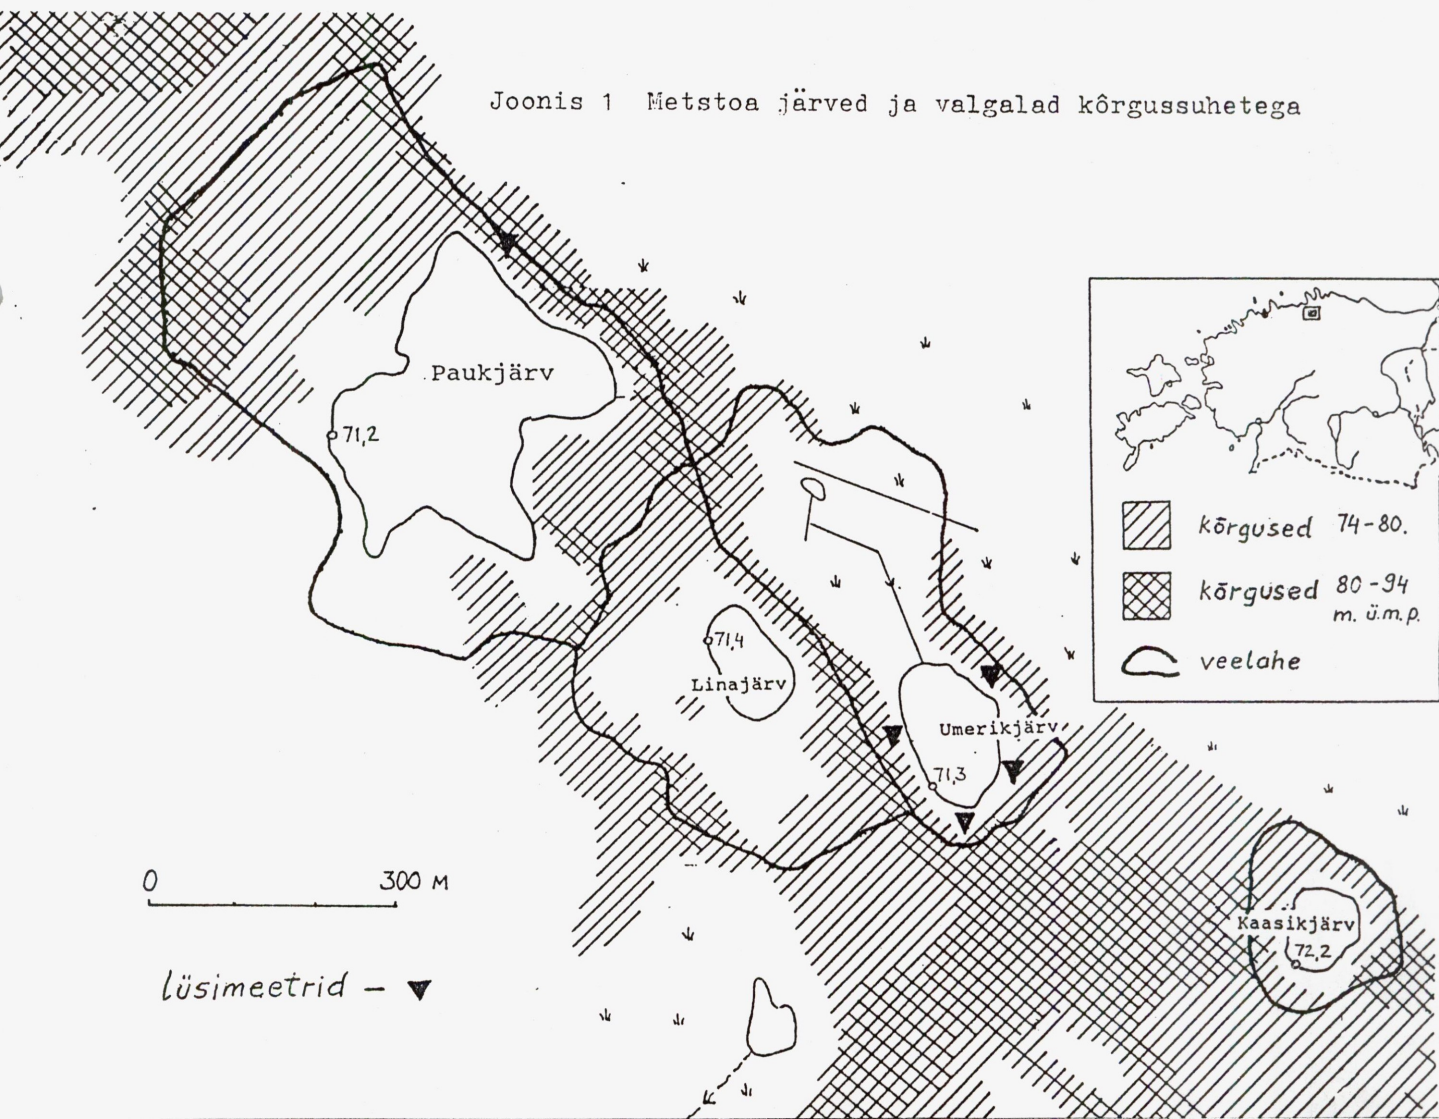 Joonis 1 Metstoa järved ja valgalad kôrgussuhetega
Paukjärv
71,2
71,4
Linajärv
Umerikjärv
71,3
Kaasikjärv
72,2
kõrgused 74-80.
kõrgused 80-94
m. ü.m.p.
veelahe
0 300 M
lüsimeetrid –